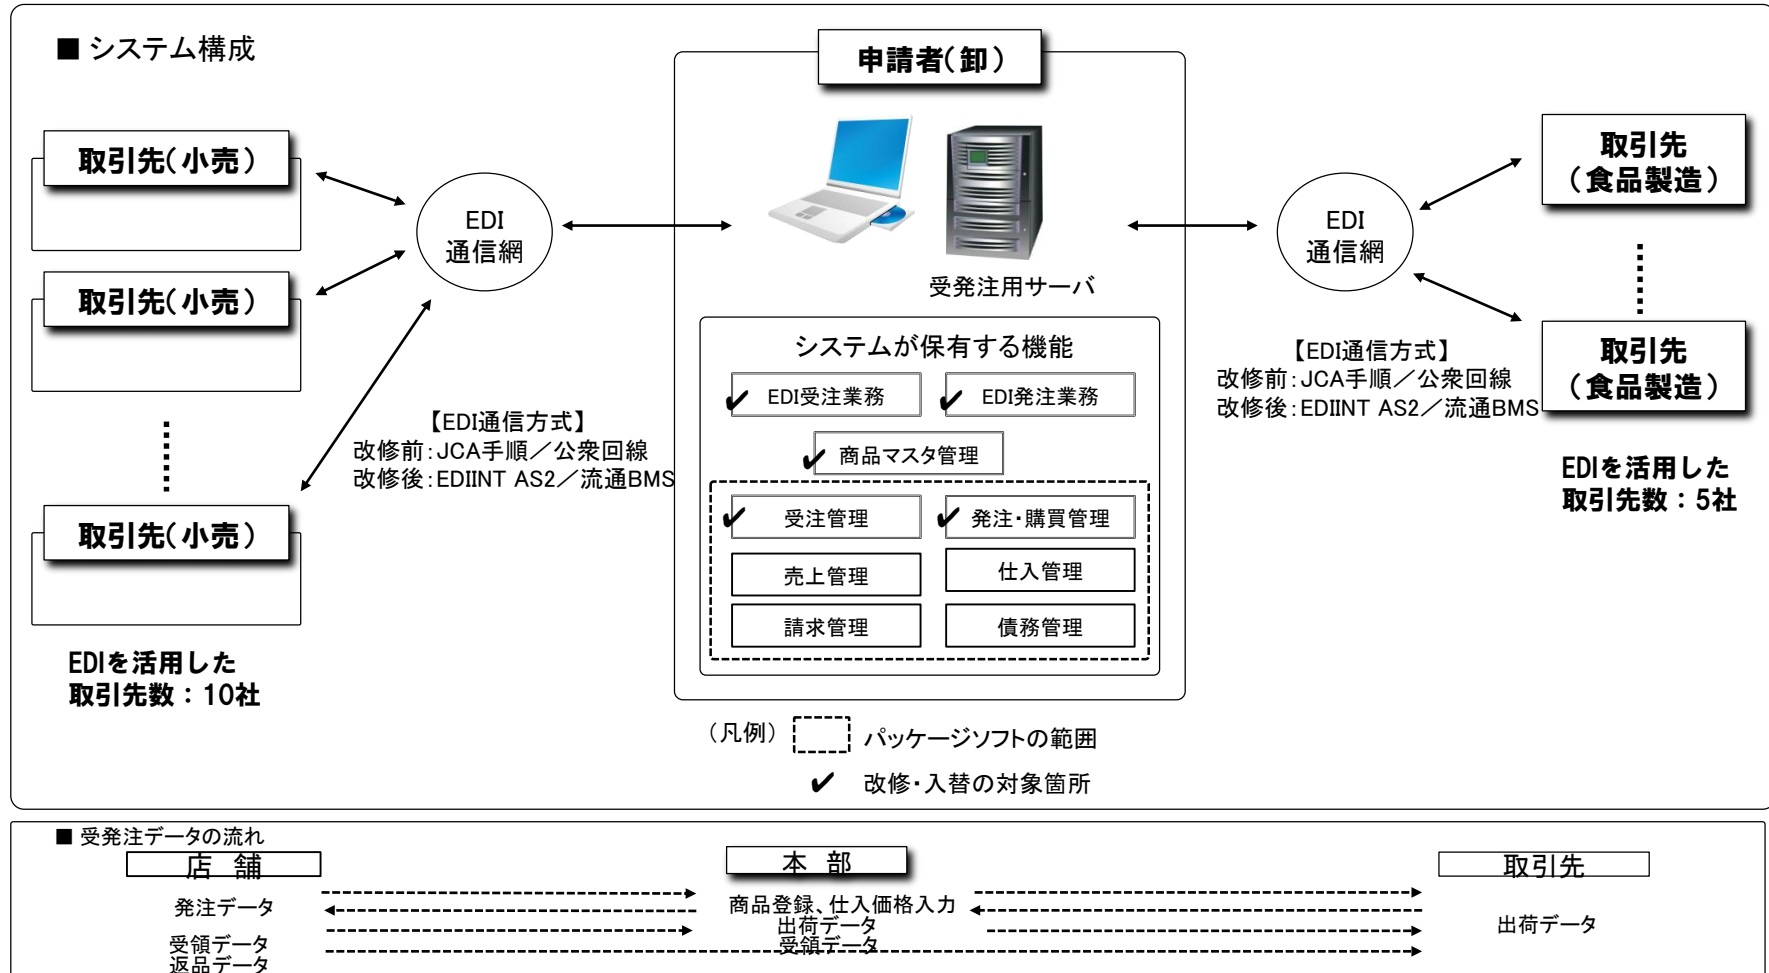 ■ システム構成
申請者(卸)
取引先(小売)
取引先(小売)
取引先(小売)
EDIを活用した
取引先数：10社
EDI
通信網
【EDI通信方式】
改修前：JCA手順／公衆回線
改修後：EDIINT AS2／流通BMS
受発注用サーバ
システムが保有する機能
✔ EDI受注業務
✔ EDI発注業務
✔ 商品マスタ管理
✔ 受注管理
✔ 発注・購買管理
売上管理
仕入管理
請求管理
債務管理
（凡例） パッケージソフトの範囲
✔ 改修・入替の対象箇所
EDI
通信網
【EDI通信方式】
改修前：JCA手順／公衆回線
改修後：EDIINT AS2／流通BMS
取引先
（食品製造）
取引先
（食品製造）
EDIを活用した
取引先数：5社
■ 受発注データの流れ
店 舗
本 部
取引先
発注データ
受領データ
返品データ
商品登録、仕入価格入力
出荷データ
受領データ
出荷データ